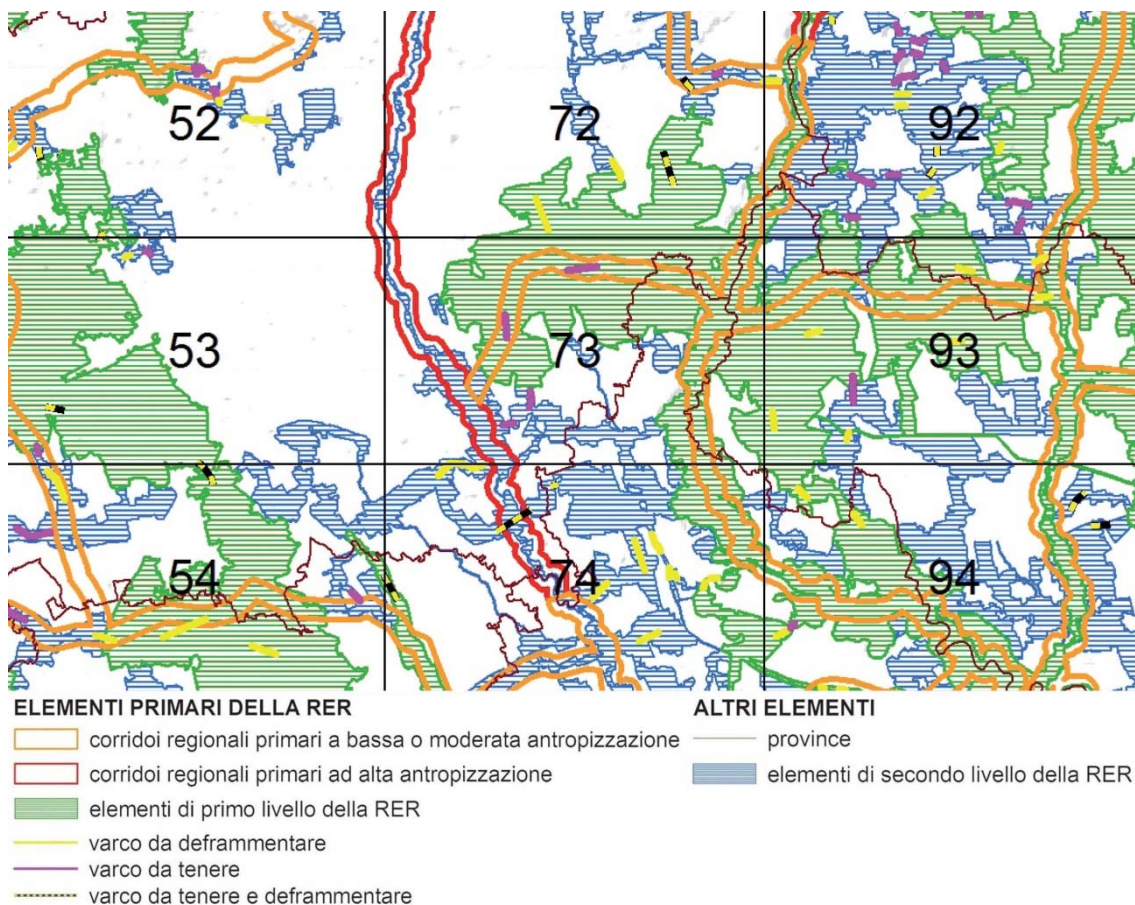 52
72
92
53
73
93
54
74
94
ELEMENTI PRIMARI DELLA RER
corridoi regionali primari a bassa o moderata antropizzazione
corridoi regionali primari ad alta antropizzazione
elementi di primo livello della RER
varco da deframmentare
varco da tenere
varco da tenere e deframmentare
ALTRI ELEMENTI
province
elementi di secondo livello della RER